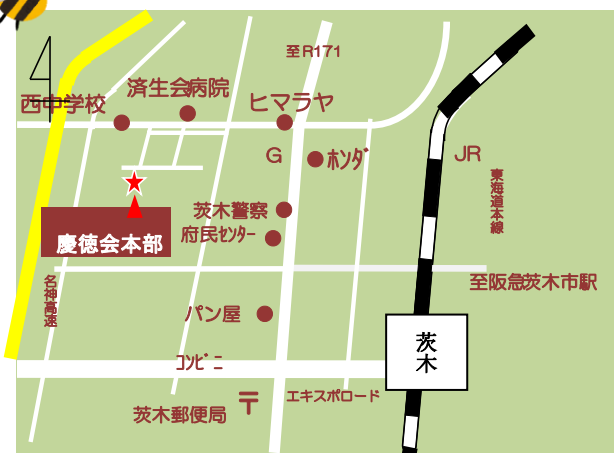 至R171
済生会病院
西中学校
ヒマラヤ
G
ホンダ
JR
東海道本線
茨木警察
府民センター
慶徳会本部
名神高速
至阪急茨木市駅
パン屋
茨木
コンビニ
エキスポロード
茨木郵便局
〒